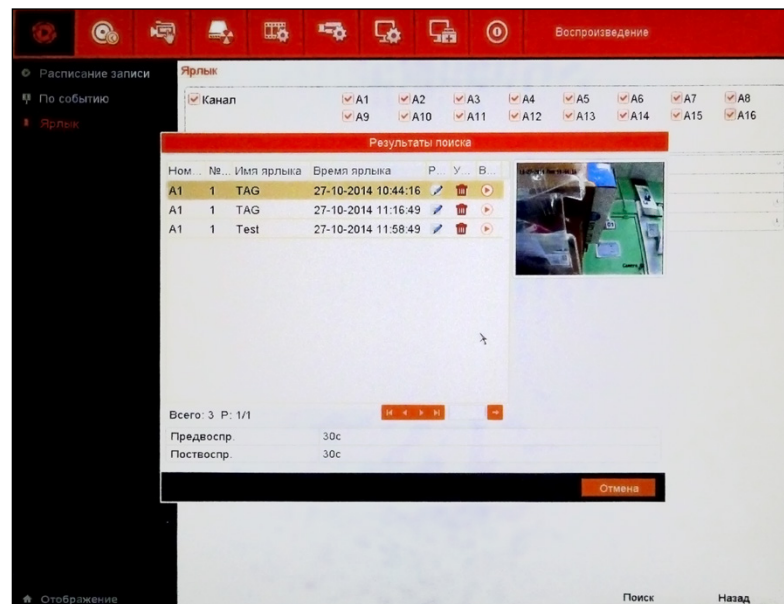 Воспроизведение
Расписание записи
По событию
Ярлык
Ярлык
Канал A1 A2 A3 A4 A5 A6 A7 A8
A9 A10 A11 A12 A13 A14 A15 A16
Результаты поиска
Ном... №... Имя ярлыка Время ярлыка Р... У... В...
A1 1 TAG 27-10-2014 10:44:16
A1 1 TAG 27-10-2014 11:16:49
A1 1 Test 27-10-2014 11:58:49
Всего: 3 P: 1/1
Предвоспр. 30с
Поствоспр. 30с
Отмена
Отображение
Поиск Назад